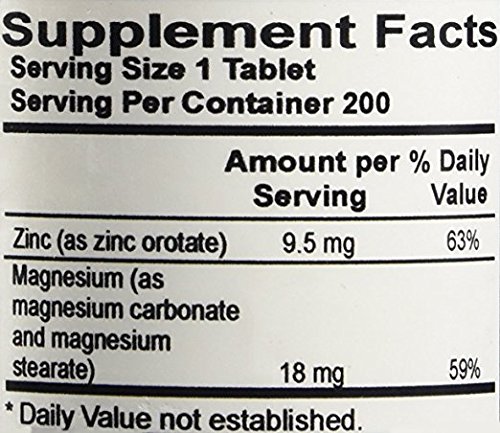 Supplement Facts
Serving Size 1 Tablet
Serving Per Container 200
Amount per % Daily
Serving Value
Zinc (as zinc orotate) 9.5 mg 63%
Magnesium (as
magnesium carbonate
and magnesium
stearate) 18 mg 59%
* Daily Value not established.